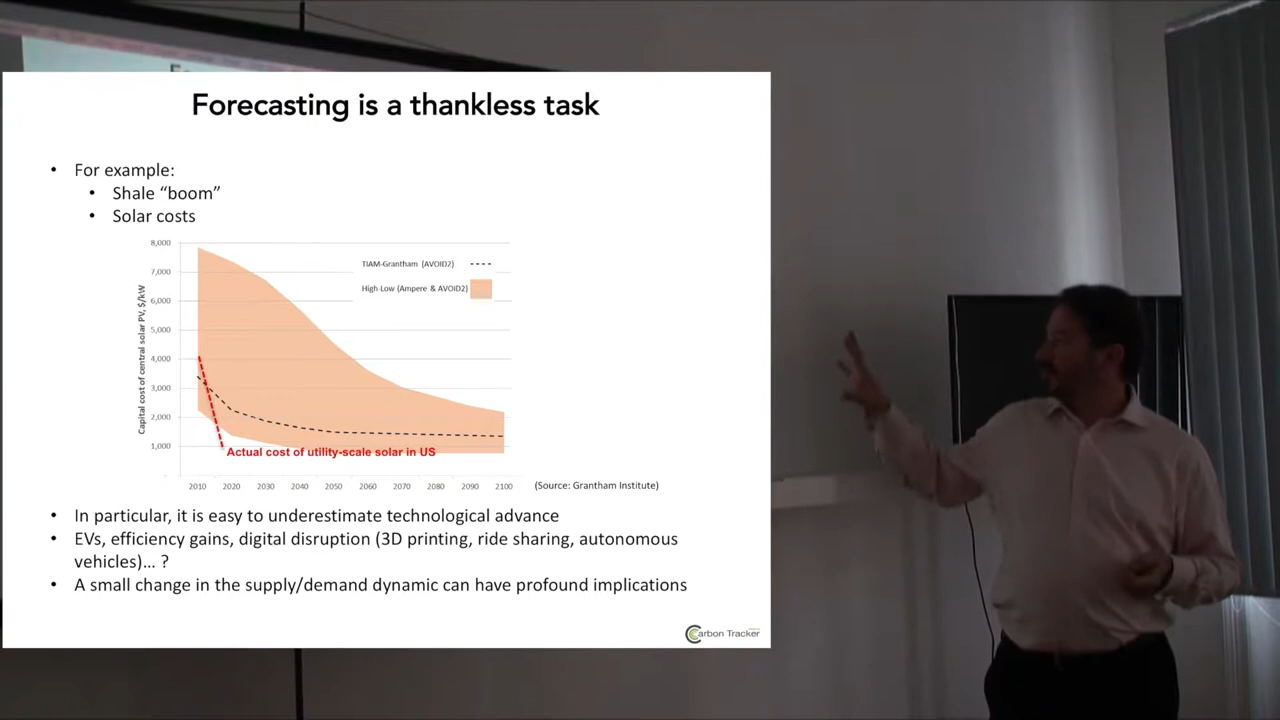 Forecasting is a thankless task
• For example:
• Shale “boom”
• Solar costs
8,000
7,000
6,000
5,000
4,000
3,000
2,000
1,000
-
Capital cost of central solar PV, $/kW
TIAM-Grantham (AVOID2)
High-Low (Ampere & AVOID2)
Actual cost of utility-scale solar in US
2010 2020 2030 2040 2050 2060 2070 2080 2090 2100
(Source: Grantham Institute)
• In particular, it is easy to underestimate technological advance
• EVs, efficiency gains, digital disruption (3D printing, ride sharing, autonomous
vehicles)… ?
• A small change in the supply/demand dynamic can have profound implications
Carbon Tracker